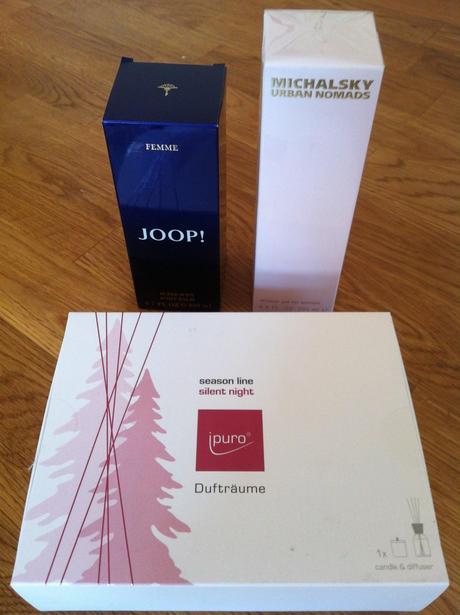 MICHALSKY
URBAN NOMADS
FEMME
JOOP!
season line
silent night
ipuro®
Dufträume
1x
candle & diffuser